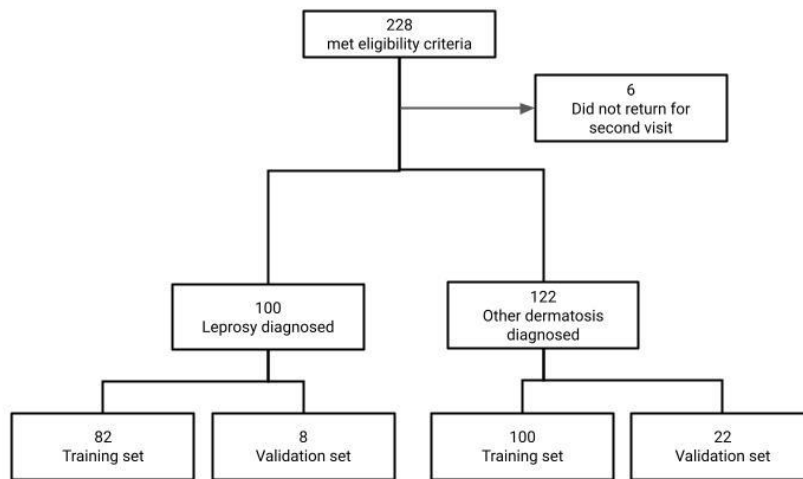 228
met eligibility criteria
6
Did not return for
second visit
100
Leprosy diagnosed
122
Other dermatosis
diagnosed
82
Training set
8
Validation set
100
Training set
22
Validation set